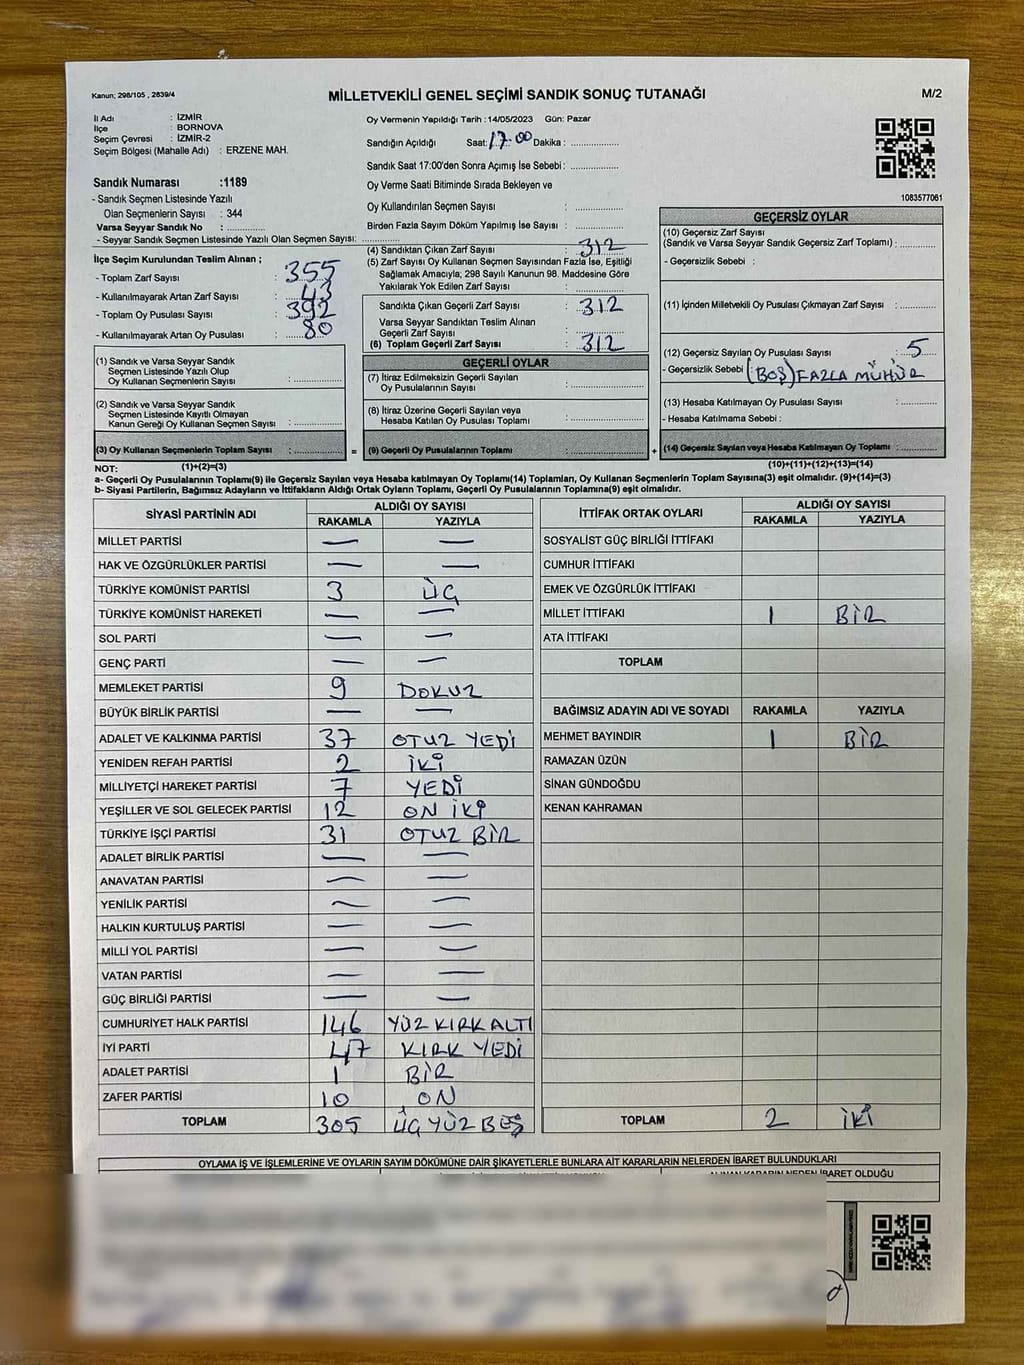 Kanun; 298/105 , 2839/4
MİLLETVEKİLİ GENEL SEÇİMİ SANDIK SONUÇ TUTANAĞI
M/2
İl Adı : İZMİR
İlçe : BORNOVA
Seçim Çevresi : İZMİR-2
Seçim Bölgesi (Mahalle Adı) : ERZENE MAH.
Sandık Numarası :1189
- Sandık Seçmen Listesinde Yazılı
Olan Seçmenlerin Sayısı : 344
Varsa Seyyar Sandık No : ..............
- Seyyar Sandık Seçmen Listesinde Yazılı Olan Seçmen Sayısı: ..............
İlçe Seçim Kurulundan Teslim Alınan ;
- Toplam Zarf Sayısı : 355
- Kullanılmayarak Artan Zarf Sayısı : 43
- Toplam Oy Pusulası Sayısı : 392
- Kullanılmayarak Artan Oy Pusulası : 80
(1) Sandık ve Varsa Seyyar Sandık
Seçmen Listesinde Yazılı Olup
Oy Kullanan Seçmenlerin Sayısı : ..............
(2) Sandık ve Varsa Seyyar Sandık
Seçmen Listesinde Kayıtlı Olmayan
Kanun Gereği Oy Kullanan Seçmen Sayısı : ..............
(3) Oy Kullanan Seçmenlerin Toplam Sayısı : ..............
Oy Vermenin Yapıldığı Tarih :14/05/2023 Gün: Pazar
Sandığın Açıldığı Saat: 17.00 Dakika : ..............
Sandık Saat 17:00'den Sonra Açımış İse Sebebi: ..............
Oy Verme Saati Bitiminde Sırada Bekleyen ve
Oy Kullandırılan Seçmen Sayısı : ..............
Birden Fazla Sayım Döküm Yapılmış İse Sayısı : ..............
(4) Sandıktan Çıkan Zarf Sayısı : 312
(5) Zarf Sayısı Oy Kullanan Seçmen Sayısından Fazla İse, Eşitliği
Sağlamak Amacıyla; 298 Sayılı Kanunun 98. Maddesine Göre
Yakılarak Yok Edilen Zarf Sayısı : ..............
Sandıkta Çıkan Geçerli Zarf Sayısı : 312
Varsa Seyyar Sandıktan Teslim Alınan
Geçerli Zarf Sayısı : ..............
(6) Toplam Geçerli Zarf Sayısı : 312
GEÇERLİ OYLAR
(7) İtiraz Edilmeksizin Geçerli Sayılan
Oy Pusulalarının Sayısı : ..............
(8) İtiraz Üzerine Geçerli Sayılan veya
Hesaba Katılan Oy Pusulası Toplamı : ..............
= (9) Geçerli Oy Pusulalarının Toplamı : ..............
1083577061
GEÇERSİZ OYLAR
(10) Geçersiz Zarf Sayısı
(Sandık ve Varsa Seyyar Sandık Geçersiz Zarf Toplamı) : ..............
- Geçersizlik Sebebi :
(11) İçinden Milletvekili Oy Pusulası Çıkmayan Zarf Sayısı : ..............
(12) Geçersiz Sayılan Oy Pusulası Sayısı : 5
- Geçersizlik Sebebi : (BOŞ) FAZLA MÜHÜR
(13) Hesaba Katılmayan Oy Pusulası Sayısı : ..............
- Hesaba Katılmama Sebebi :
+ (14) Geçersiz Sayılan veya Hesaba Katılmayan Oy Toplamı : ..............
NOT: (1)+(2)=(3)
(10)+(11)+(12)+(13)=(14)
a- Geçerli Oy Pusulalarının Toplamı(9) ile Geçersiz Sayılan veya Hesaba Katılmayan Oy Toplamı(14) Toplamları, Oy Kullanan Seçmenlerin Toplam Sayısına(3) eşit olmalıdır. (9)+(14)=(3)
b- Siyasi Partilerin, Bağımsız Adayların ve İttifakların Aldığı Ortak Oyların Toplamı, Geçerli Oy Pusulalarının Toplamına(9) eşit olmalıdır.
SİYASİ PARTİNİN ADI ALDIĞI OY SAYISI
RAKAMLA YAZIYLA
MİLLET PARTİSİ — —
HAK VE ÖZGÜRLÜKLER PARTİSİ — —
TÜRKİYE KOMÜNİST PARTİSİ 3 ÜÇ
TÜRKİYE KOMÜNİST HAREKETİ — —
SOL PARTİ — —
GENÇ PARTİ — —
MEMLEKET PARTİSİ 9 DOKUZ
BÜYÜK BİRLİK PARTİSİ — —
ADALET VE KALKINMA PARTİSİ 37 OTUZ YEDİ
YENİDEN REFAH PARTİSİ 2 İKİ
MİLLİYETÇİ HAREKET PARTİSİ 7 YEDİ
YEŞİLLER VE SOL GELECEK PARTİSİ 12 ON İKİ
TÜRKİYE İŞÇİ PARTİSİ 31 OTUZ BİR
ADALET BİRLİK PARTİSİ — —
ANAVATAN PARTİSİ — —
YENİLİK PARTİSİ — —
HALKIN KURTULUŞ PARTİSİ — —
MİLLİ YOL PARTİSİ — —
VATAN PARTİSİ — —
GÜÇ BİRLİĞİ PARTİSİ — —
CUMHURİYET HALK PARTİSİ 146 YÜZ KIRK ALTI
İYİ PARTİ 47 KIRK YEDİ
ADALET PARTİSİ 1 BİR
ZAFER PARTİSİ 10 ON
TOPLAM 305 ÜÇ YÜZ BEŞ
İTTİFAK ORTAK OYLARI ALDIĞI OY SAYISI
RAKAMLA YAZIYLA
SOSYALİST GÜÇ BİRLİĞİ İTTİFAKI
CUMHUR İTTİFAKI
EMEK VE ÖZGÜRLÜK İTTİFAKI
MİLLET İTTİFAKI 1 BİR
ATA İTTİFAKI
TOPLAM
BAĞIMSIZ ADAYIN ADI VE SOYADI RAKAMLA YAZIYLA
MEHMET BAYINDIR 1 BİR
RAMAZAN ÜZÜN
SİNAN GÜNDOĞDU
KENAN KAHRAMAN
TOPLAM 2 İKİ
OYLAMA İŞ VE İŞLEMLERİNE VE OYLARIN SAYIM DÖKÜMÜNE DAİR ŞİKAYETLERLE BUNLARA AİT KARARLARIN NELERDEN İBARET BULUNDUKLARI
ALINAN KARARIN NEDEN İBARET OLDUĞU